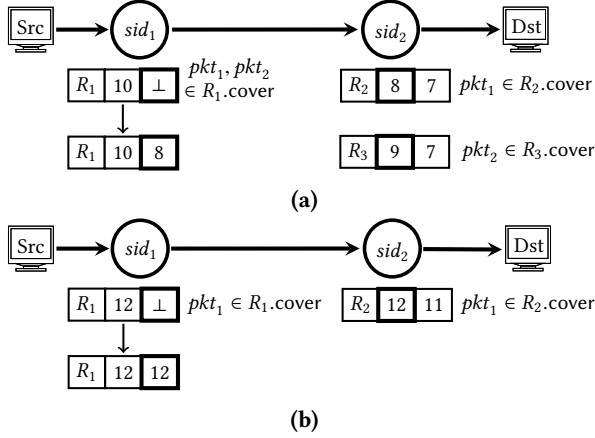 Src sid₁ sid₂ Dst
R₁ 10 ⊥ pkt₁, pkt₂ ∈ R₁.cover R₂ 8 7 pkt₁ ∈ R₂.cover
R₁ 10 8 R₃ 9 7 pkt₂ ∈ R₃.cover
(a)
Src sid₁ sid₂ Dst
R₁ 12 ⊥ pkt₁ ∈ R₁.cover R₂ 12 11 pkt₁ ∈ R₂.cover
R₁ 12 12
(b)